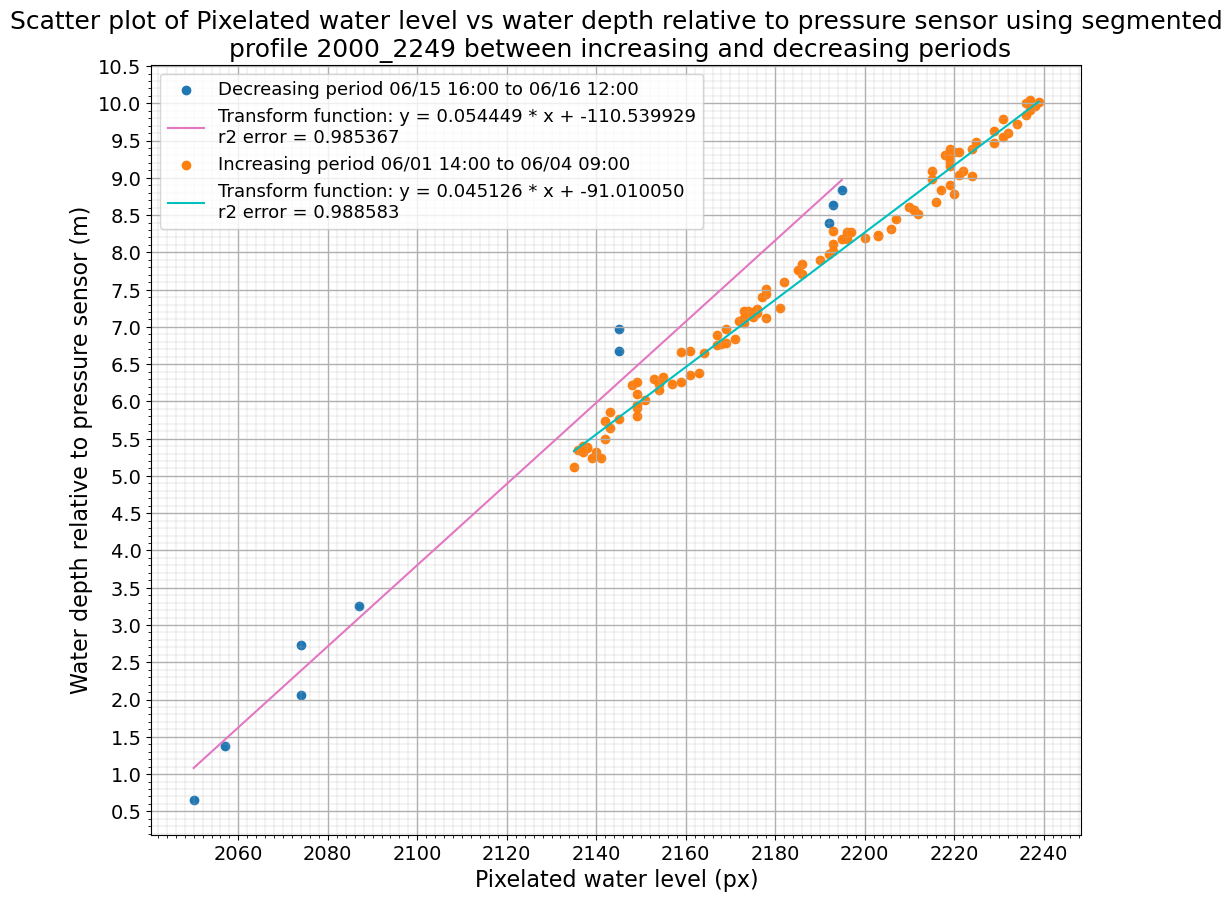 Scatter plot of Pixelated water level vs water depth relative to pressure sensor using segmented
profile 2000_2249 between increasing and decreasing periods
Decreasing period 06/15 16:00 to 06/16 12:00
Transform function: y = 0.054449 * x + -110.539929
r2 error = 0.985367
Increasing period 06/01 14:00 to 06/04 09:00
Transform function: y = 0.045126 * x + -91.010050
r2 error = 0.988583
Water depth relative to pressure sensor (m)
10.5
10.0
9.5
9.0
8.5
8.0
7.5
7.0
6.5
6.0
5.5
5.0
4.5
4.0
3.5
3.0
2.5
2.0
1.5
1.0
0.5
2060 2080 2100 2120 2140 2160 2180 2200 2220 2240
Pixelated water level (px)